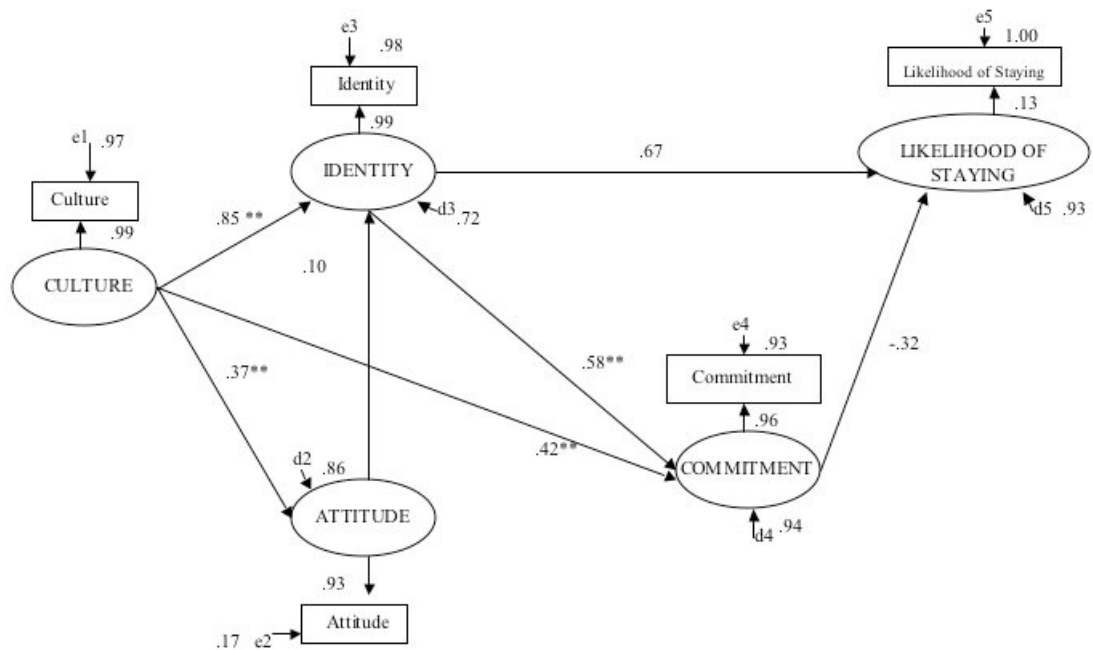 e3
.98
Identity
.99
IDENTITY
d3
.72
e5
1.00
Likelihood of Staying
.13
LIKELIHOOD OF
STAYING
d5 .93
.67
e1 .97
Culture
.99
CULTURE
.85 **
.10
.37**
.58**
.42**
-.32
e4
.93
Commitment
.96
COMMITMENT
d4 .94
d2
.86
ATTITUDE
.93
Attitude
.17 e2